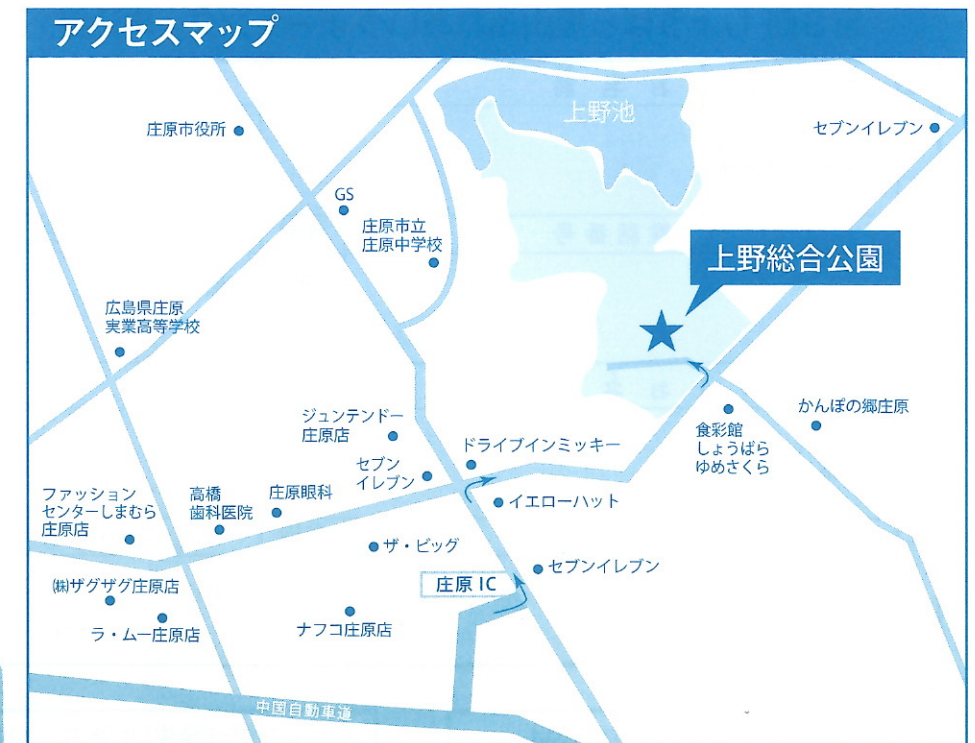 アクセスマップ
上野池
庄原市役所
セブンイレブン
GS
庄原市立
庄原中学校
上野総合公園
広島県庄原
実業高等学校
かんぽの郷庄原
ジュンテンドー
庄原店
食彩館
しょうばら
ゆめさくら
ドライブインミッキー
セブン
イレブン
ファッション
センターしまむら
庄原店
高橋
歯科医院
庄原眼科
イエローハット
ザ・ビッグ
セブンイレブン
庄原 IC
㈱ザグザグ庄原店
ラ・ムー庄原店
ナフコ庄原店
中国自動車道